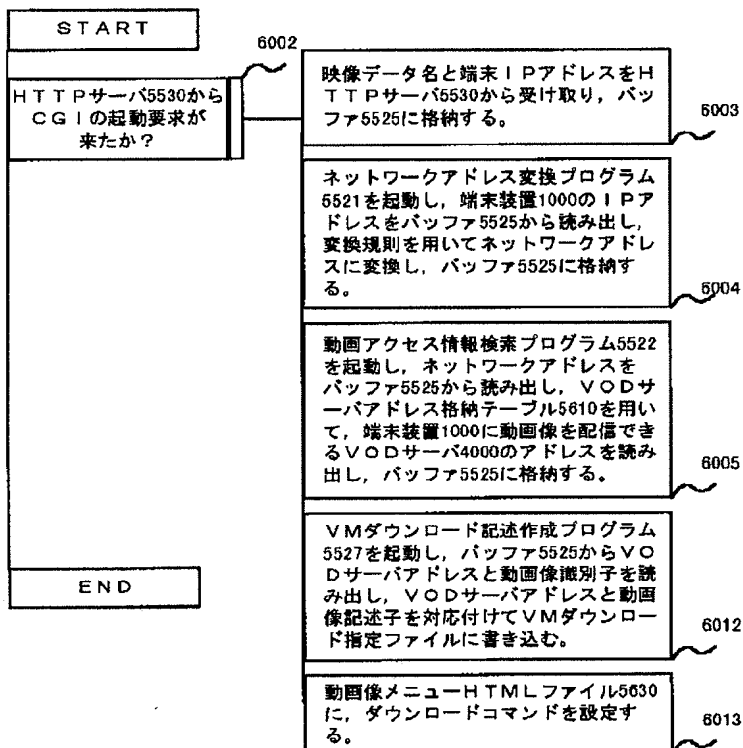 START
6002
HTTPサーバ5530から
CGIの起動要求が
来たか？
映像データ名と端末IPアドレスをH
TTPサーバ5530から受け取り，バッ
ファ5525に格納する。
6003
ネットワークアドレス変換プログラム
5521を起動し，端末装置1000のIPア
ドレスをバッファ5525から読み出し，
変換規則を用いてネットワークアドレ
スに変換し，バッファ5525に格納す
る。
6004
動画アクセス情報検索プログラム5522
を起動し，ネットワークアドレスを
バッファ5525から読み出し，VODサ
ーバアドレス格納テーブル5610を用い
て，端末装置1000に動画像を配信でき
るVODサーバ4000のアドレスを読み
出し，バッファ5525に格納する。
6005
VMダウンロード記述作成プログラム
5527を起動し，バッファ5525からVO
Dサーバアドレスと動画像識別子を読
み出し，VODサーバアドレスと動画
像記述子を対応付けてVMダウンロー
ド指定ファイルに書き込む。
6012
END
動画像メニューHTMLファイル5630
に，ダウンロードコマンドを設定す
る。
6013